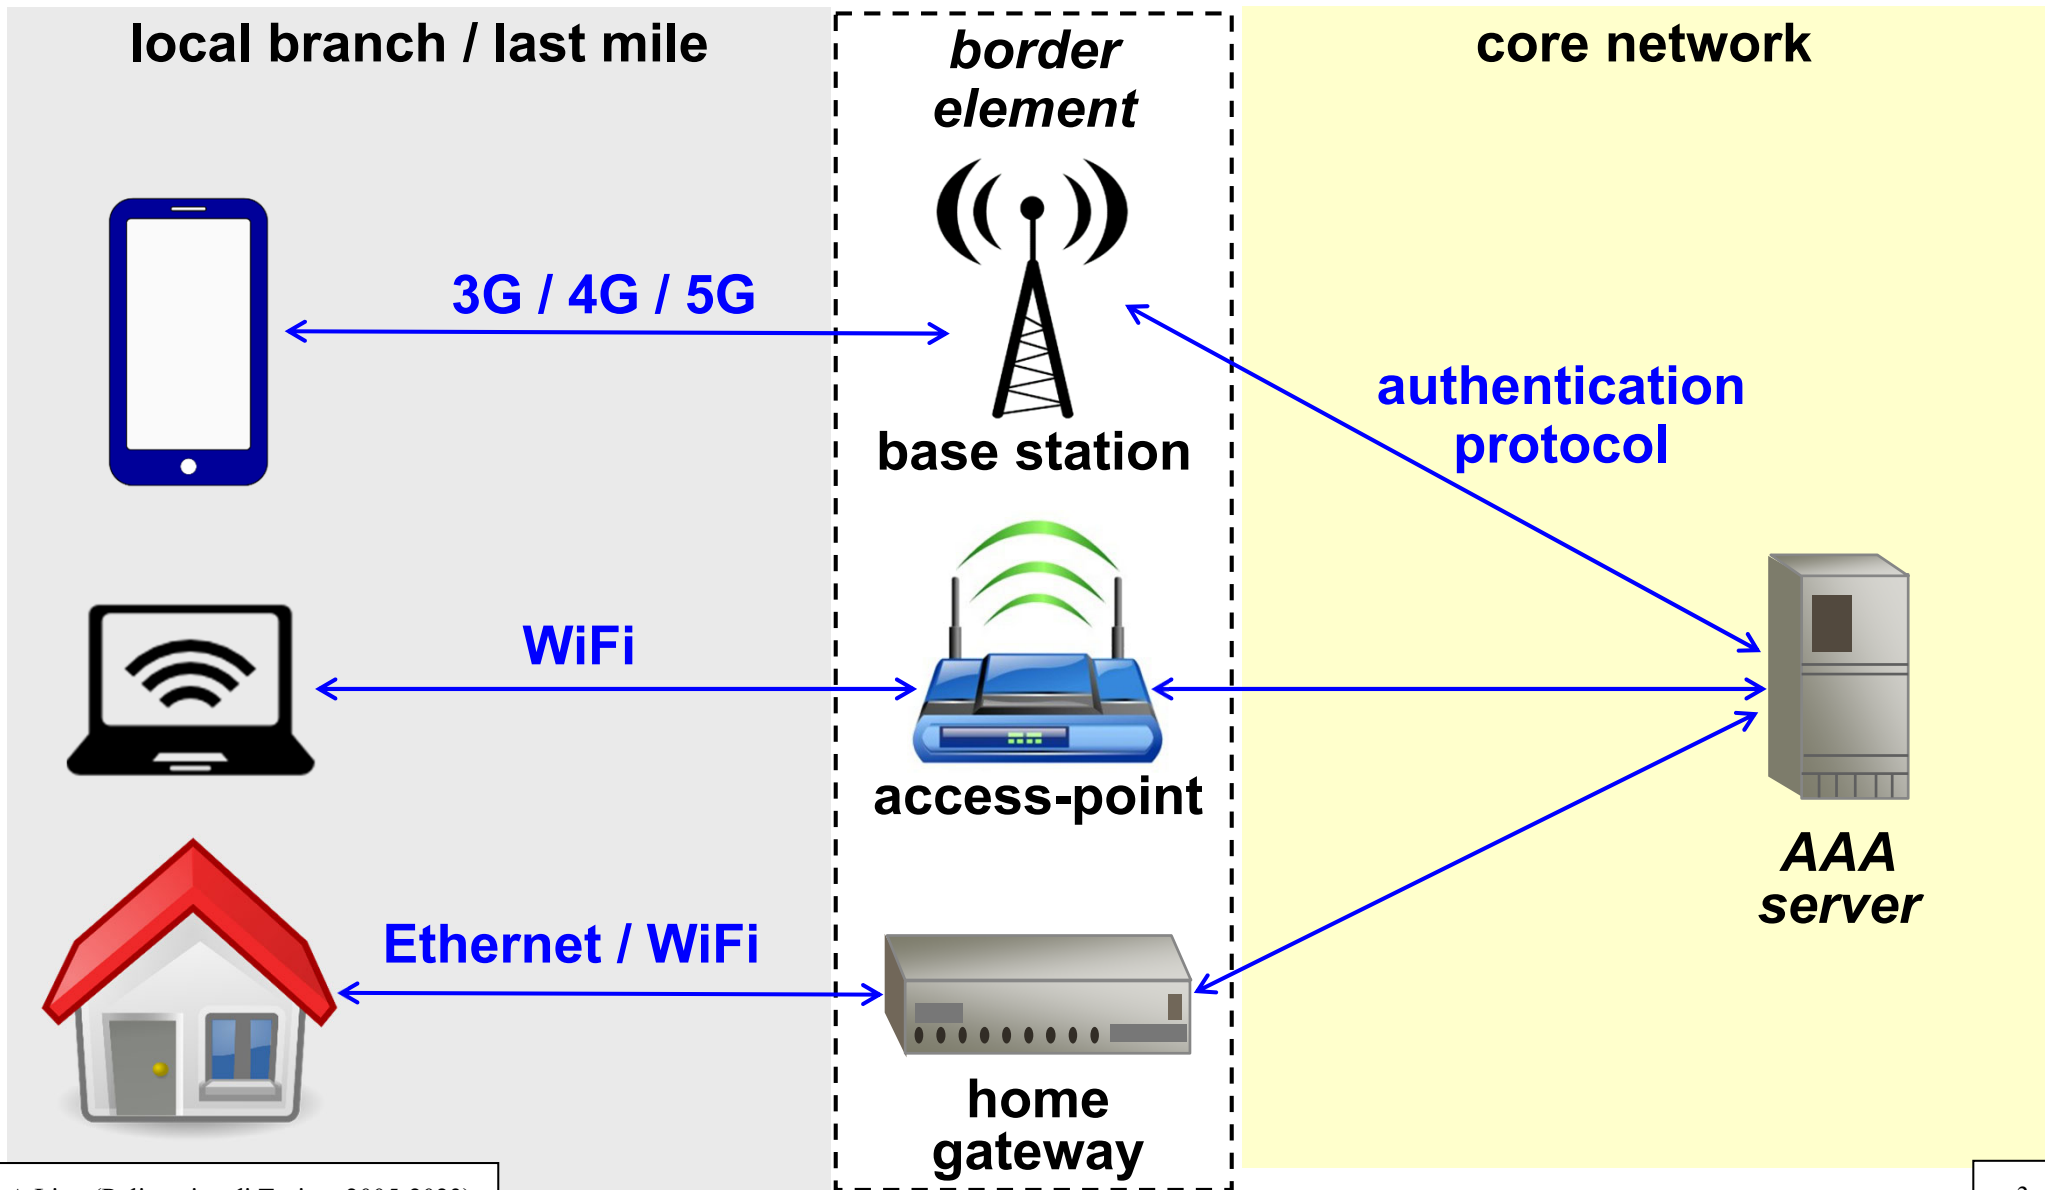 local branch / last mile
border
element
core network
3G / 4G / 5G
base station
authentication
protocol
WiFi
access-point
AAA
server
Ethernet / WiFi
home
gateway